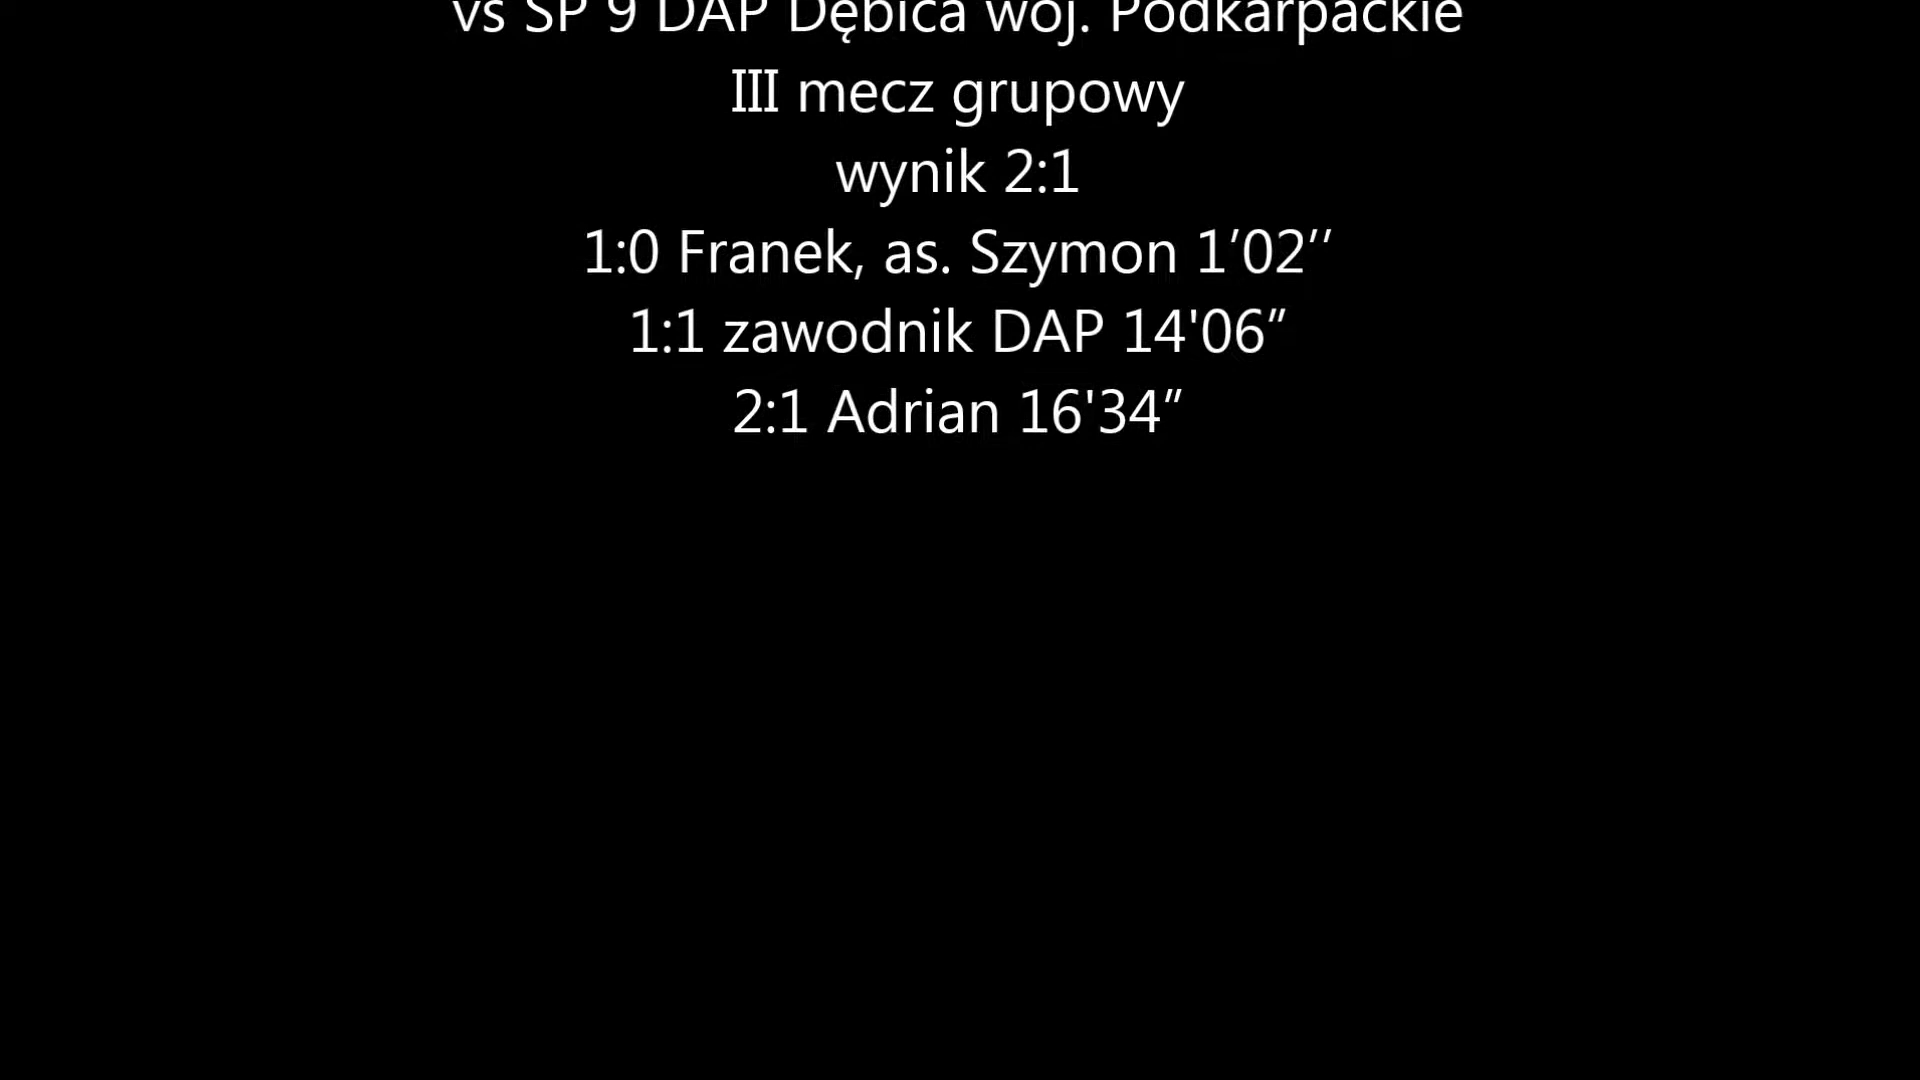 vs SP 9 DAP Dębica woj. Podkarpackie
III mecz grupowy
wynik 2:1
1:0 Franek, as. Szymon 1’02’’
1:1 zawodnik DAP 14'06”
2:1 Adrian 16'34”